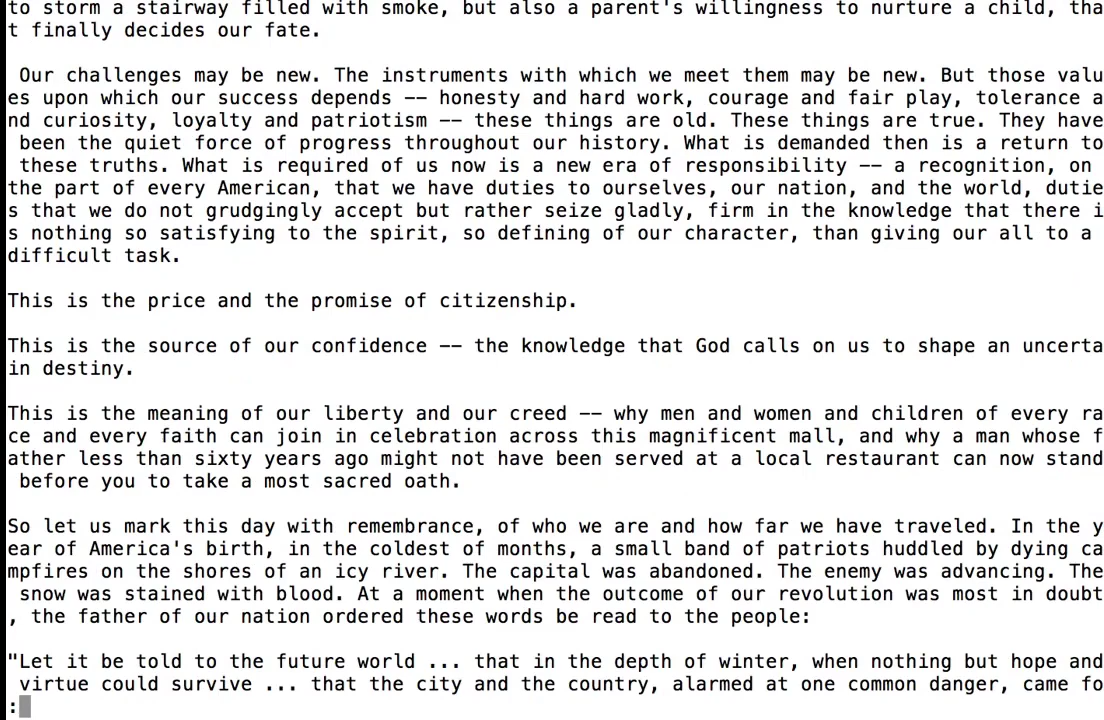 to storm a stairway filled with smoke, but also a parent's willingness to nurture a child, tha
t finally decides our fate.
 Our challenges may be new. The instruments with which we meet them may be new. But those valu
es upon which our success depends -- honesty and hard work, courage and fair play, tolerance a
nd curiosity, loyalty and patriotism -- these things are old. These things are true. They have
 been the quiet force of progress throughout our history. What is demanded then is a return to
 these truths. What is required of us now is a new era of responsibility -- a recognition, on
the part of every American, that we have duties to ourselves, our nation, and the world, dutie
s that we do not grudgingly accept but rather seize gladly, firm in the knowledge that there i
s nothing so satisfying to the spirit, so defining of our character, than giving our all to a
difficult task.
This is the price and the promise of citizenship.
This is the source of our confidence -- the knowledge that God calls on us to shape an uncerta
in destiny.
This is the meaning of our liberty and our creed -- why men and women and children of every ra
ce and every faith can join in celebration across this magnificent mall, and why a man whose f
ather less than sixty years ago might not have been served at a local restaurant can now stand
 before you to take a most sacred oath.
So let us mark this day with remembrance, of who we are and how far we have traveled. In the y
ear of America's birth, in the coldest of months, a small band of patriots huddled by dying ca
mpfires on the shores of an icy river. The capital was abandoned. The enemy was advancing. The
 snow was stained with blood. At a moment when the outcome of our revolution was most in doubt
, the father of our nation ordered these words be read to the people:
"Let it be told to the future world ... that in the depth of winter, when nothing but hope and
 virtue could survive ... that the city and the country, alarmed at one common danger, came fo
: